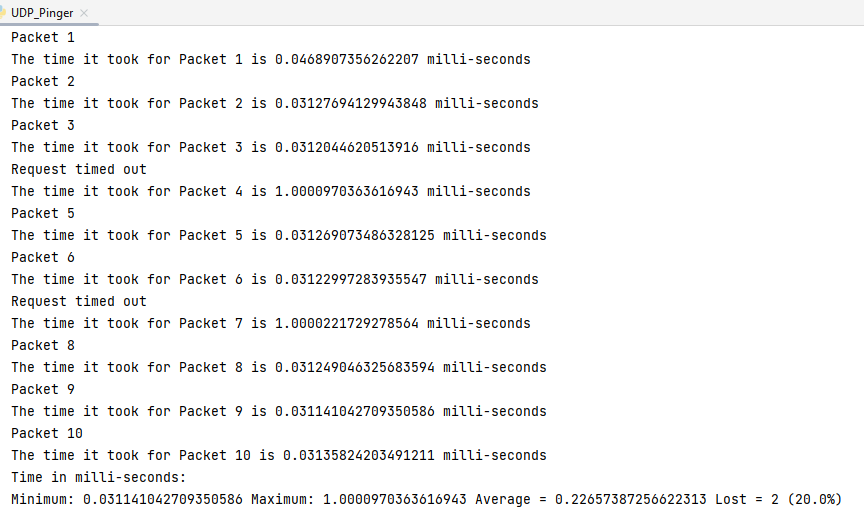 UDP_Pinger
Packet 1
The time it took for Packet 1 is 0.0468907356262207 milli-seconds
Packet 2
The time it took for Packet 2 is 0.03127694129943848 milli-seconds
Packet 3
The time it took for Packet 3 is 0.0312044620513916 milli-seconds
Request timed out
The time it took for Packet 4 is 1.0000970363616943 milli-seconds
Packet 5
The time it took for Packet 5 is 0.031269073486328125 milli-seconds
Packet 6
The time it took for Packet 6 is 0.03122997283935547 milli-seconds
Request timed out
The time it took for Packet 7 is 1.0000221729278564 milli-seconds
Packet 8
The time it took for Packet 8 is 0.031249046325683594 milli-seconds
Packet 9
The time it took for Packet 9 is 0.031141042709350586 milli-seconds
Packet 10
The time it took for Packet 10 is 0.03135824203491211 milli-seconds
Time in milli-seconds:
Minimum: 0.031141042709350586 Maximum: 1.0000970363616943 Average = 0.22657387256622313 Lost = 2 (20.0%)